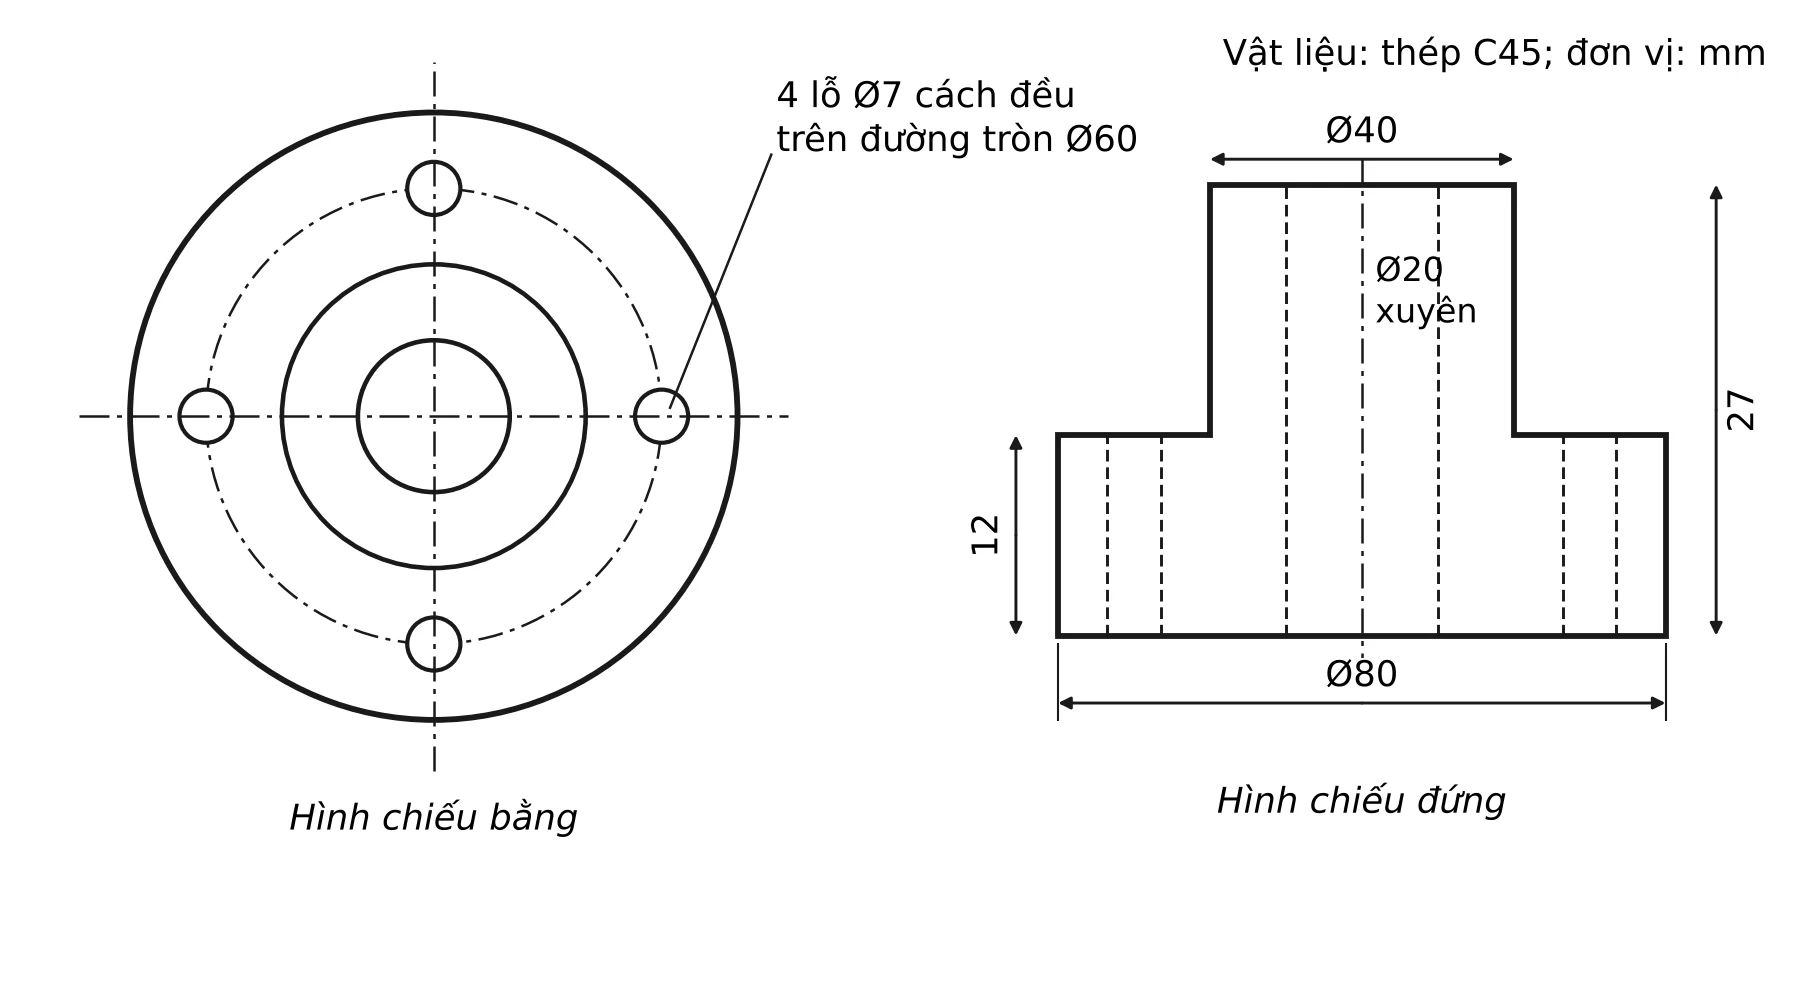 Vật liệu: thép C45; đơn vị: mm
4 lỗ Ø7 cách đều
trên đường tròn Ø60
Ø40
Ø20
xuyên
27
12
Ø80
Hình chiếu bằng
Hình chiếu đứng